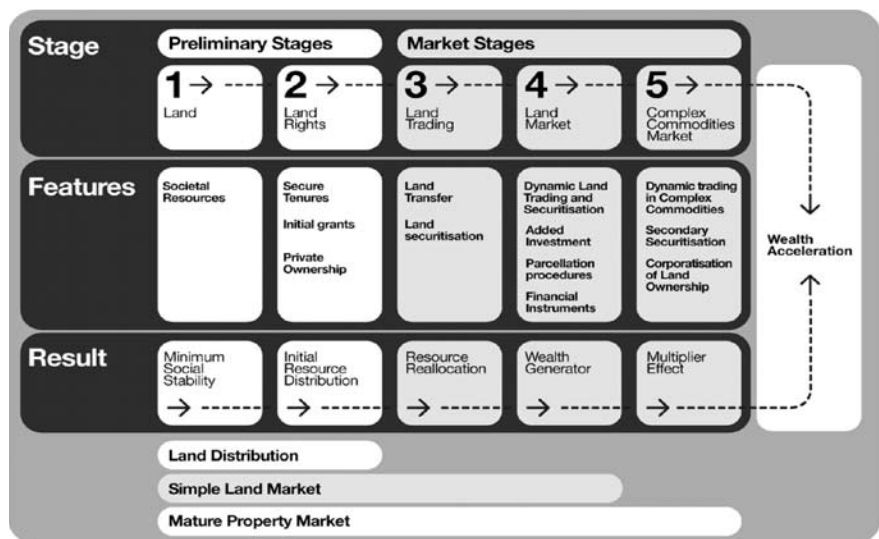 Stage
Preliminary Stages
Market Stages
1
Land
2
Land
Rights
3
Land
Trading
4
Land
Market
5
Complex
Commodities
Market
Features
Societal
Resources
Secure
Tenures
Initial grants
Private
Ownership
Land
Transfer
Land
securitisation
Dynamic Land
Trading and
Securitisation
Added
Investment
Parcellation
procedures
Financial
Instruments
Dynamic trading
in Complex
Commodities
Secondary
Securitisation
Corporatisation
of Land
Ownership
Wealth
Acceleration
Result
Minimum
Social
Stability
Initial
Resource
Distribution
Resource
Reallocation
Wealth
Generator
Multiplier
Effect
Land Distribution
Simple Land Market
Mature Property Market